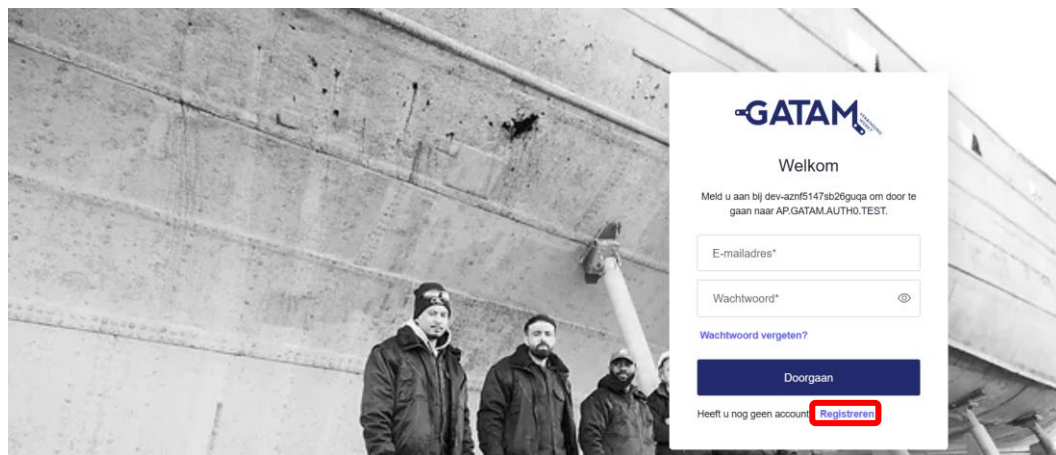 GATAM
Welkom
Meld u aan bij dev-aznf5147sb26guqa om door te
gaan naar AP.GATAM.AUTH0.TEST.
E-mailadres*
Wachtwoord*
Wachtwoord vergeten?
Doorgaan
Heeft u nog geen account Registreren